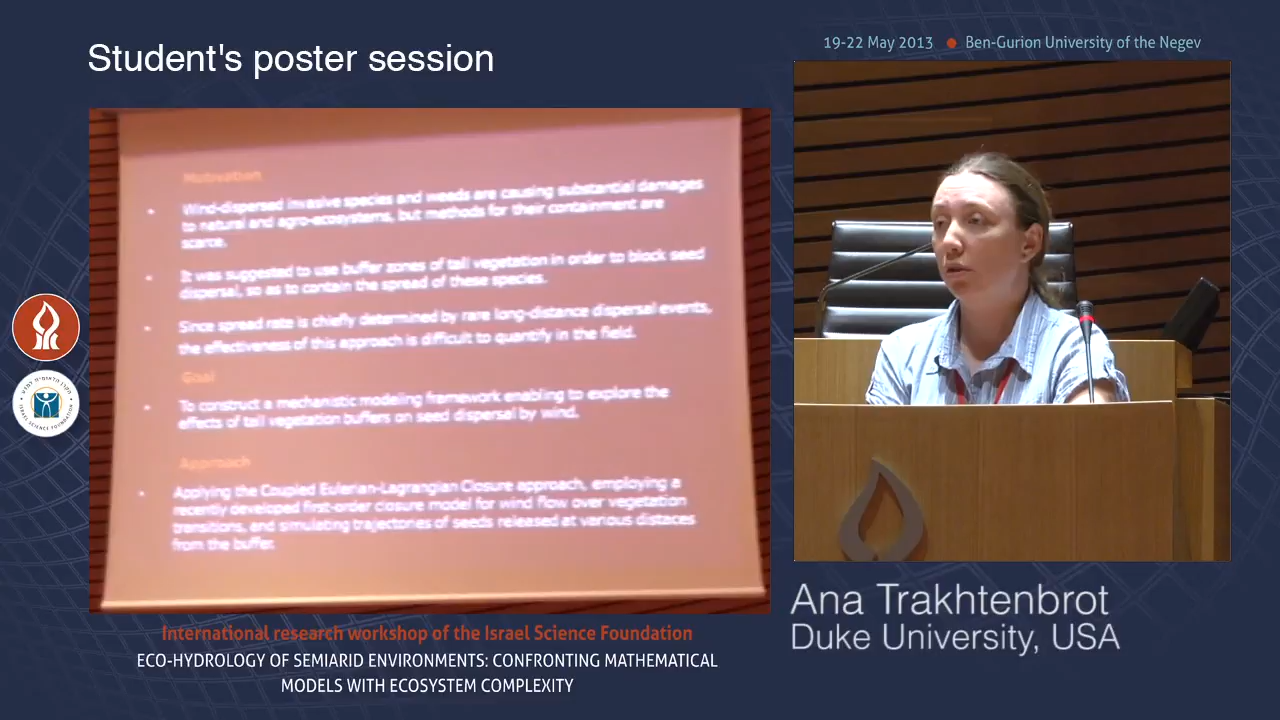 Student's poster session
19-22 May 2013 ● Ben-Gurion University of the Negev
Motivation
• Wind-dispersed invasive species and weeds are causing substantial damages
to natural and agro-ecosystems, but methods for their containment are
scarce.
• It was suggested to use buffer zones of tall vegetation in order to block seed
dispersal, so as to contain the spread of these species.
• Since spread rate is chiefly determined by rare long-distance dispersal events,
the effectiveness of this approach is difficult to quantify in the field.
Goal
• To construct a mechanistic modeling framework enabling to explore the
effects of tall vegetation buffers on seed dispersal by wind.
Approach
• Applying the Coupled Eulerian-Lagrangian Closure approach, employing a
recently developed first-order closure model for wind flow over vegetation
transitions, and simulating trajectories of seeds released at various distaces
from the buffer.
Ana Trakhtenbrot
Duke University, USA
International research workshop of the Israel Science Foundation
ECO-HYDROLOGY OF SEMIARID ENVIRONMENTS: CONFRONTING MATHEMATICAL
MODELS WITH ECOSYSTEM COMPLEXITY
ISRAEL SCIENCE FOUNDATION